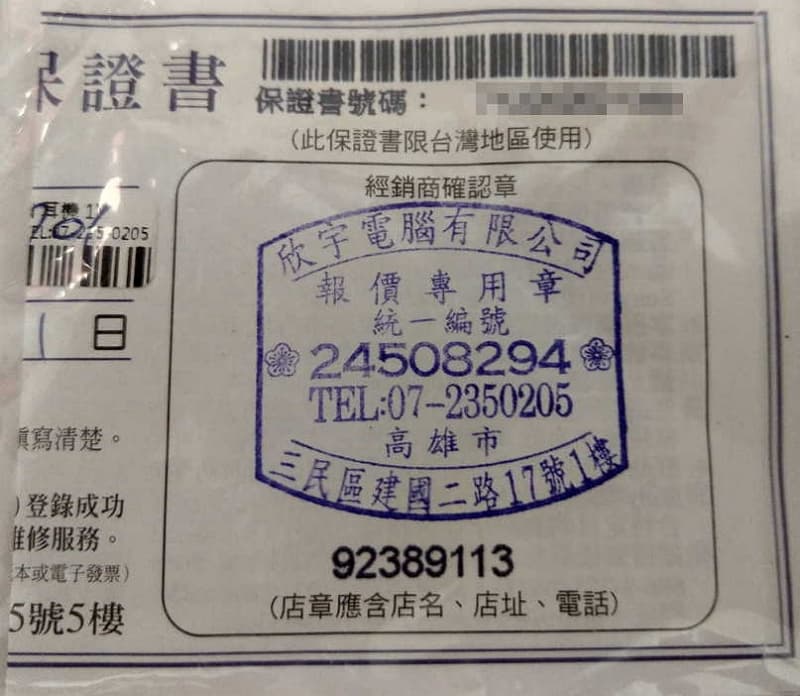 保證書
保證書號碼：
（此保證書限台灣地區使用）
經銷商確認章
欣宇電腦有限公司
報價專用章
統一編號
24508294
TEL:07-2350205
高雄市
三民區建國二路17號1樓
92389113
（店章應含店名、店址、電話）
耳機 1
0205
日
填寫清楚。
）登錄成功
維修服務。
本或電子發票）
5號5樓